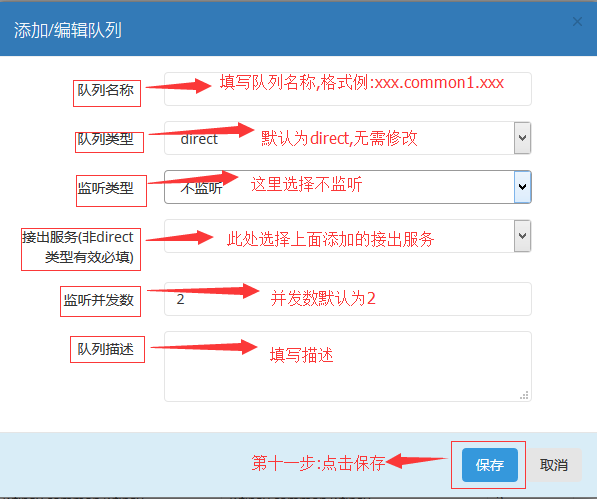 添加/编辑队列
×
队列名称
填写队列名称,格式例:xxx.common1.xxx
队列类型
direct
默认为direct,无需修改
监听类型
不监听
这里选择不监听
接出服务(非direct
类型有效必填)
此处选择上面添加的接出服务
监听并发数
2
并发数默认为2
队列描述
填写描述
第十一步:点击保存
保存
取消